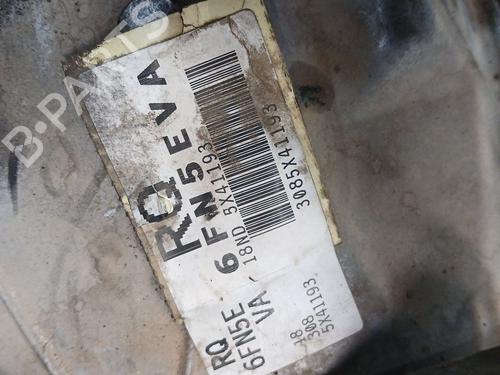 RQ
6FN5EVA
18ND 5X41193
3085X41193
RQ
6FN5E
VA
18
308
5X41193
B-PARTS